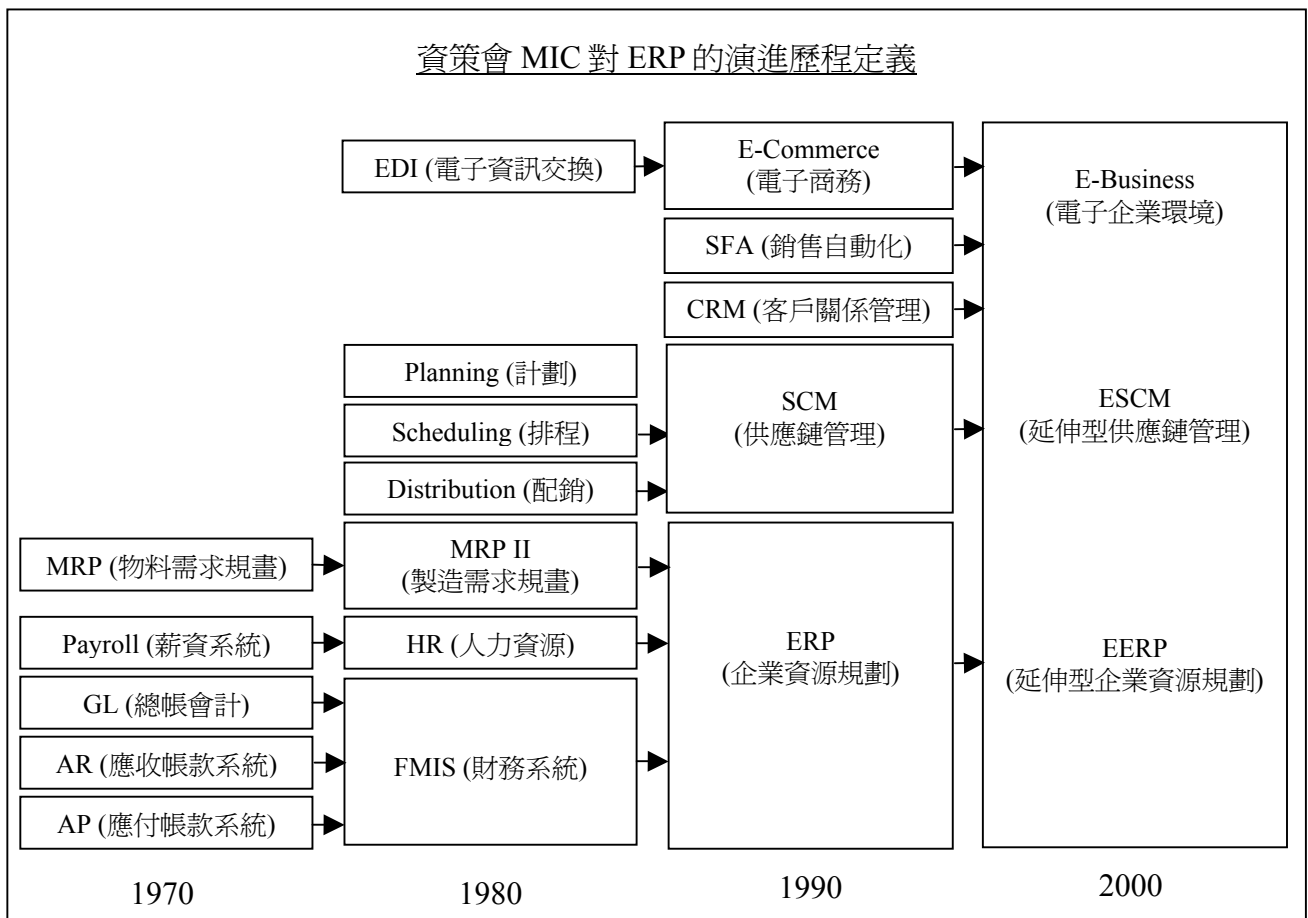 資策會 MIC 對 ERP 的演進歷程定義
EDI (電子資訊交換)
E-Commerce
(電子商務)
E-Business
(電子企業環境)
SFA (銷售自動化)
CRM (客戶關係管理)
Planning (計劃)
Scheduling (排程)
Distribution (配銷)
SCM
(供應鏈管理)
ESCM
(延伸型供應鏈管理)
MRP (物料需求規畫)
MRP II
(製造需求規畫)
Payroll (薪資系統)
HR (人力資源)
ERP
(企業資源規劃)
EERP
(延伸型企業資源規劃)
GL (總帳會計)
AR (應收帳款系統)
FMIS (財務系統)
AP (應付帳款系統)
1970
1980
1990
2000